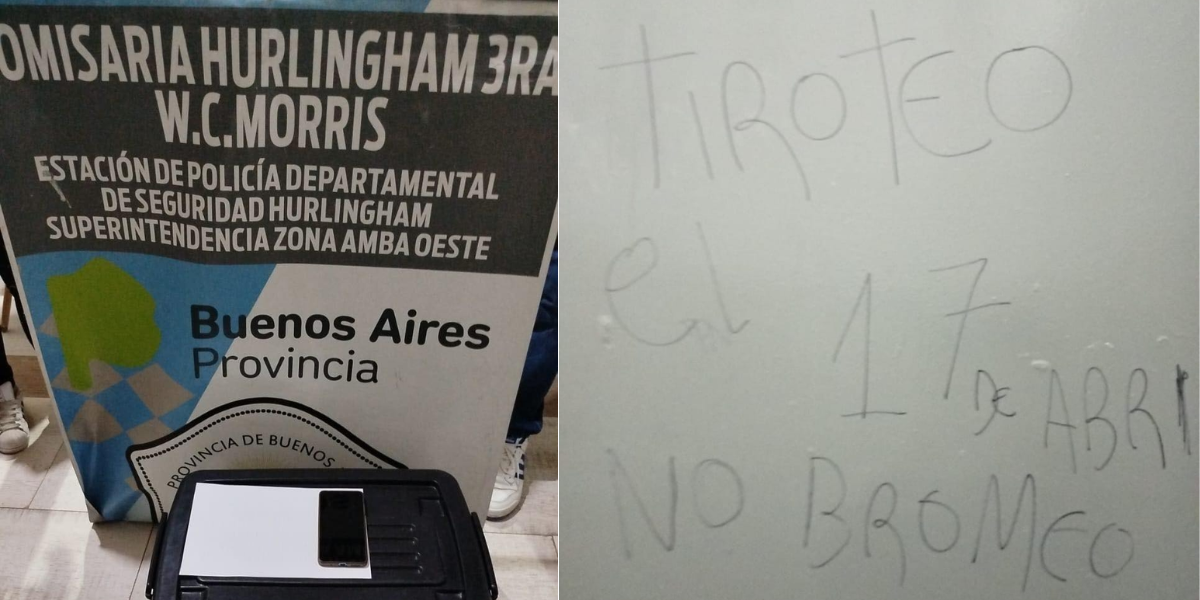 OMISARIA HURLINGHAM 3RA
W.C.MORRIS
ESTACIÓN DE POLICÍA DEPARTAMENTAL
DE SEGURIDAD HURLINGHAM
SUPERINTENDENCIA ZONA AMBA OESTE
Buenos Aires
Provincia
PROVINCIA DE BUENOS
TIROTEO
el 17 DE ABRI
NO BROMEO